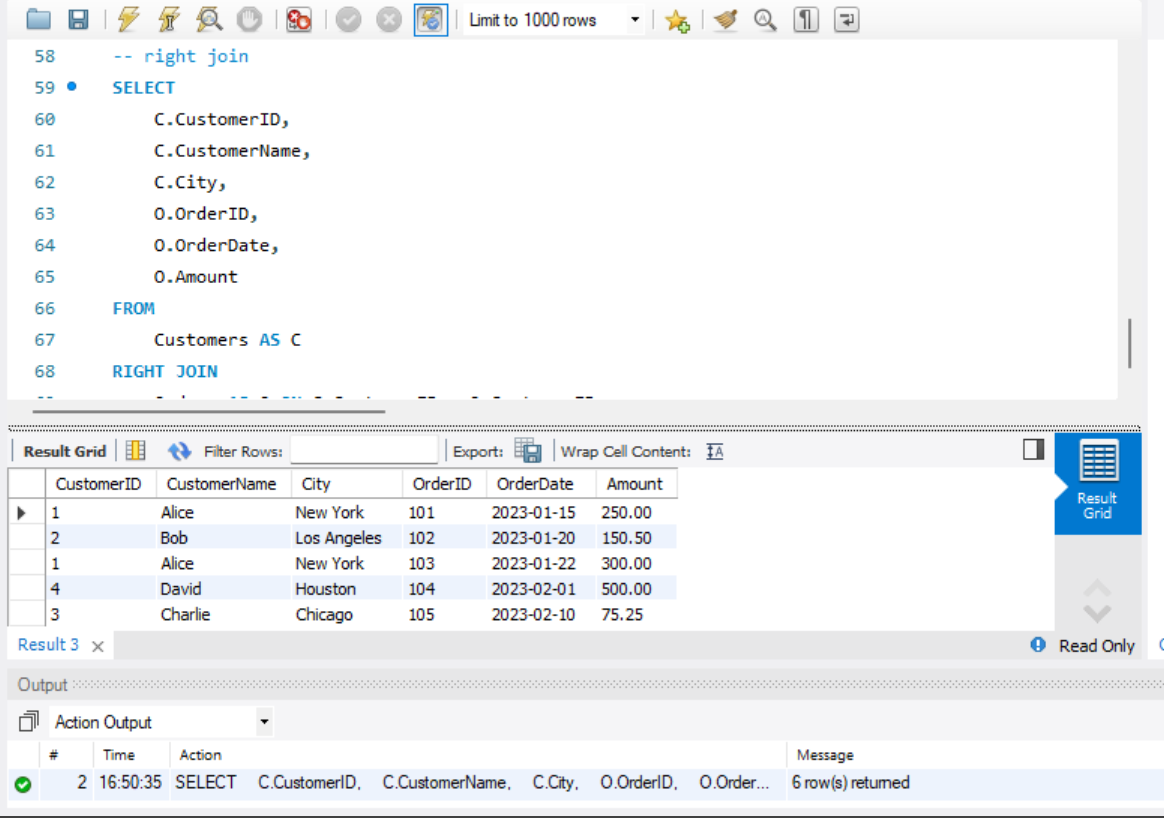 Limit to 1000 rows
58 -- right join
59 SELECT
60 C.CustomerID,
61 C.CustomerName,
62 C.City,
63 O.OrderID,
64 O.OrderDate,
65 O.Amount
66 FROM
67 Customers AS C
68 RIGHT JOIN
Result Grid Filter Rows: Export: Wrap Cell Content: IA
CustomerID CustomerName City OrderID OrderDate Amount
1 Alice New York 101 2023-01-15 250.00
2 Bob Los Angeles 102 2023-01-20 150.50
1 Alice New York 103 2023-01-22 300.00
4 David Houston 104 2023-02-01 500.00
3 Charlie Chicago 105 2023-02-10 75.25
Result
Grid
Result 3 × Read Only
Output
Action Output
# Time Action Message
2 16:50:35 SELECT C.CustomerID, C.CustomerName, C.City, O.OrderID, O.Order... 6 row(s) returned